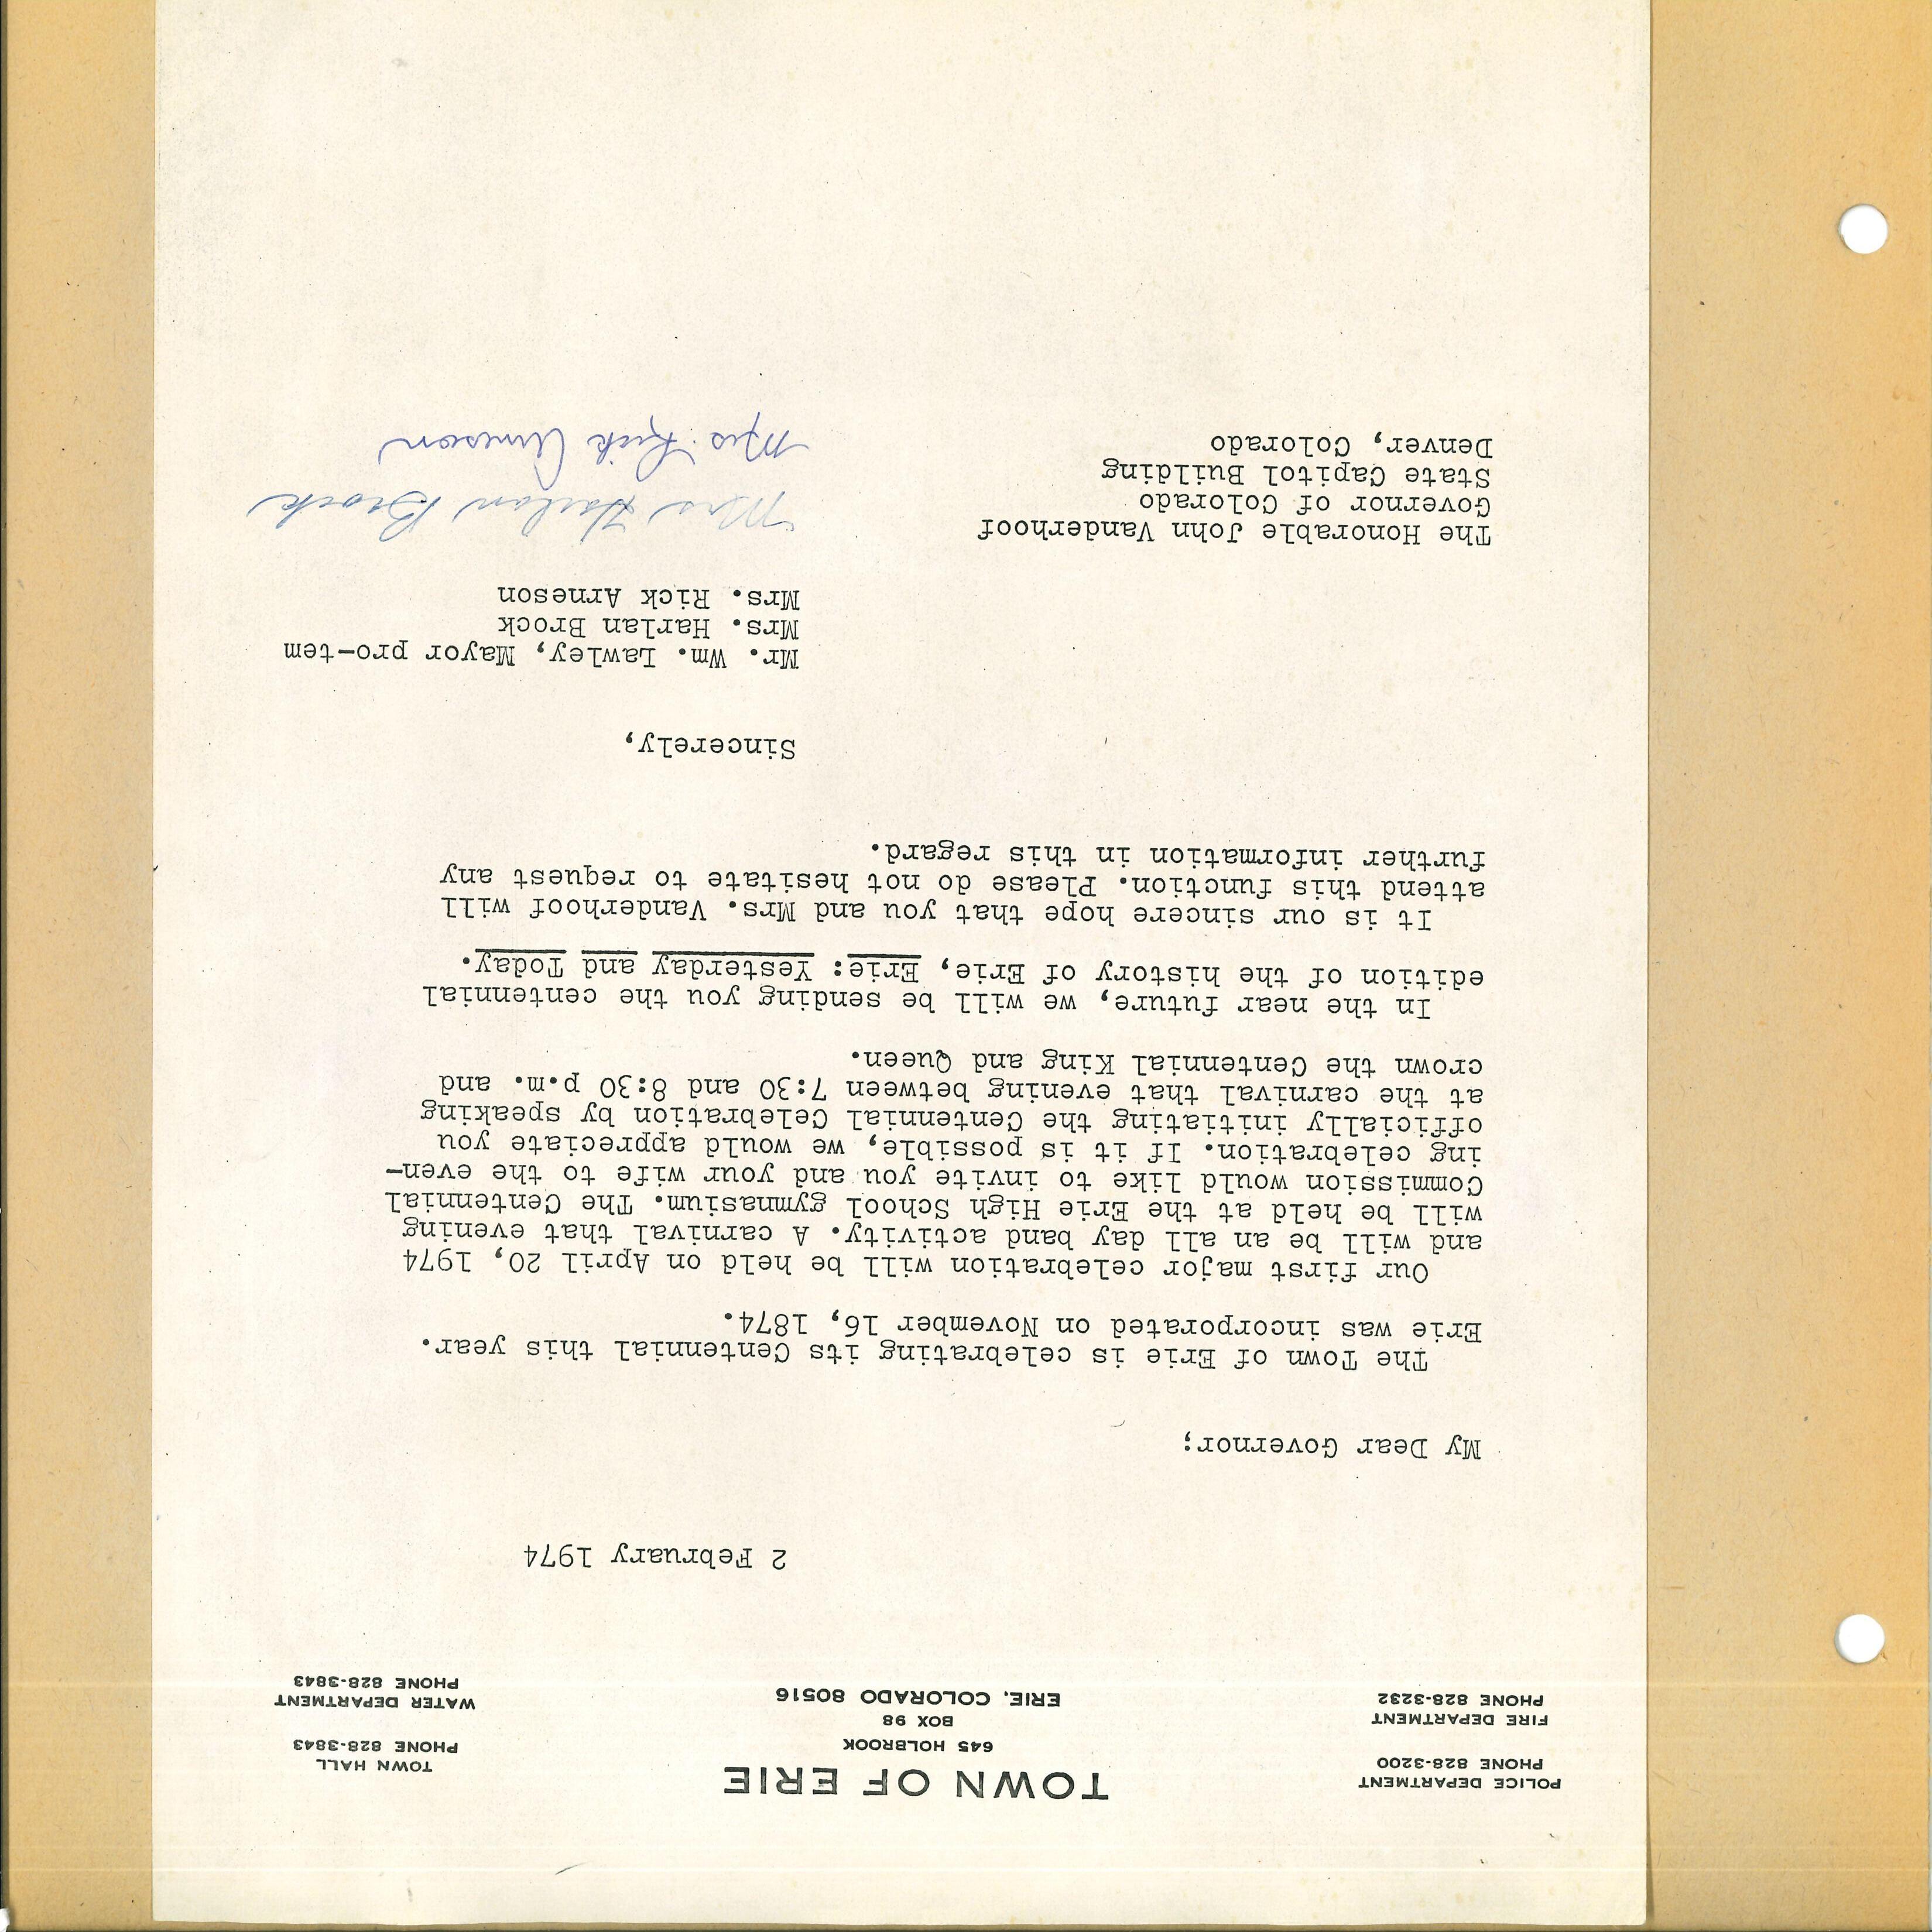 POLICE DEPARTMENT
PHONE 828-3200
FIRE DEPARTMENT
PHONE 828-3232
TOWN OF ERIE
645 HOLBROOK
BOX 98
ERIE, COLORADO 80516
TOWN HALL
PHONE 828-3843
WATER DEPARTMENT
PHONE 828-3843
2 February 1974
My Dear Governor;
The Town of Erie is celebrating its Centennial this year.
Erie was incorporated on November 16, 1874.
Our first major celebration will be held on April 20, 1974
and will be an all day band activity. A carnival that evening
will be held at the Erie High School gymnasium. The Centennial
Commission would like to invite you and your wife to the even-
ing celebration. If it is possible, we would appreciate you
officially initiating the Centennial Celebration by speaking
at the carnival that evening between 7:30 and 8:30 p.m. and
crown the Centennial King and Queen.
In the near future, we will be sending you the centennial
edition of the history of Erie, Erie: Yesterday and Today.
It is our sincere hope that you and Mrs. Vanderhoof will
attend this function. Please do not hesitate to request any
further information in this regard.
Sincerely,
Mr. Wm. Lawley, Mayor pro-tem
Mrs. Harlan Brock
Mrs. Rick Arneson
The Honorable John Vanderhoof
Governor of Colorado
State Capitol Building
Denver, Colorado
Mrs Harlan Brock
Mrs. Rick Arneson